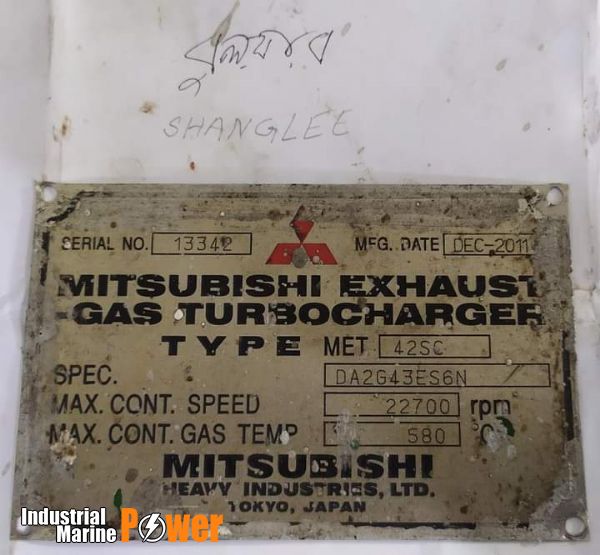 SHANGLEE
SERIAL NO. 13342 MFG. DATE DEC-2011
MITSUBISHI EXHAUST
-GAS TURBOCHARGER
TYPE MET 42SC
SPEC. DA2G43ES6N
MAX. CONT. SPEED 22700 rpm
MAX. CONT. GAS TEMP 580 °C
MITSUBISHI
HEAVY INDUSTRIES, LTD.
TOKYO, JAPAN
Industrial Marine Power